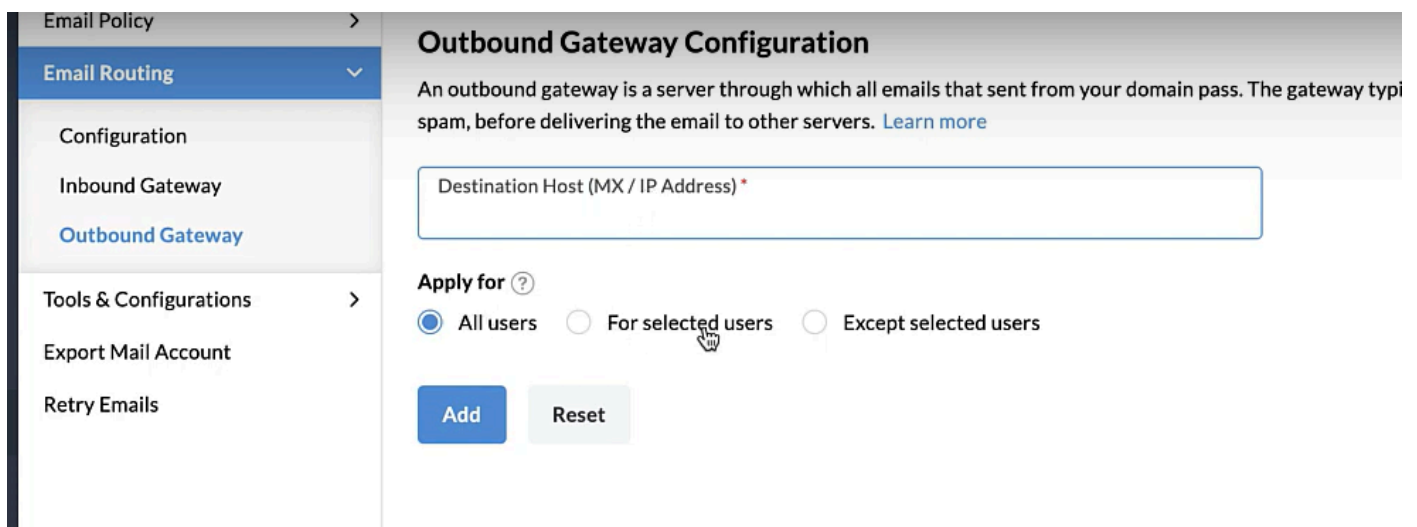 Email Policy
Email Routing
Configuration
Inbound Gateway
Outbound Gateway
Tools & Configurations
Export Mail Account
Retry Emails
Outbound Gateway Configuration
An outbound gateway is a server through which all emails that sent from your domain pass. The gateway typi
spam, before delivering the email to other servers. Learn more
Destination Host (MX / IP Address) *
Apply for ?
All users For selected users Except selected users
Add Reset